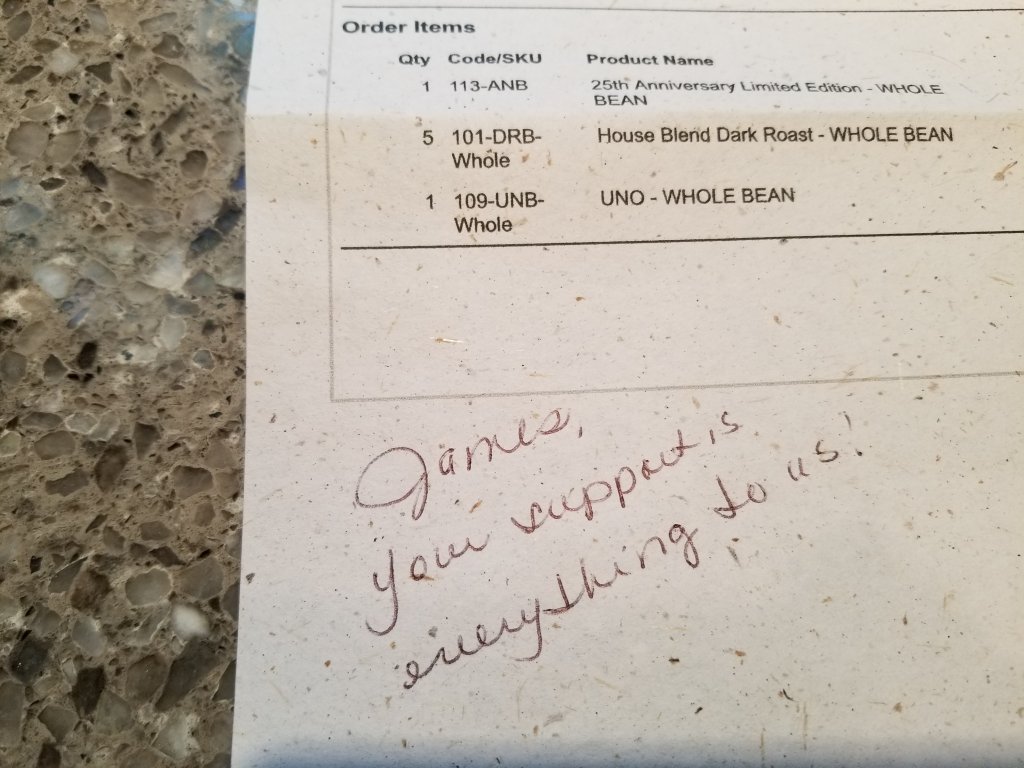 Order Items
Qty Code/SKU Product Name
1 113-ANB 25th Anniversary Limited Edition - WHOLE
BEAN
5 101-DRB- House Blend Dark Roast - WHOLE BEAN
Whole
1 109-UNB- UNO - WHOLE BEAN
Whole
James,
your support is
everything to us!